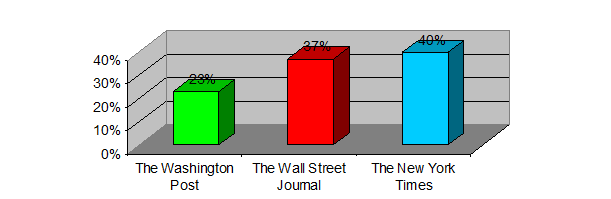 40%
37%
23%
40%
30%
20%
10%
0%
The Washington
Post
The Wall Street
Journal
The New York
Times